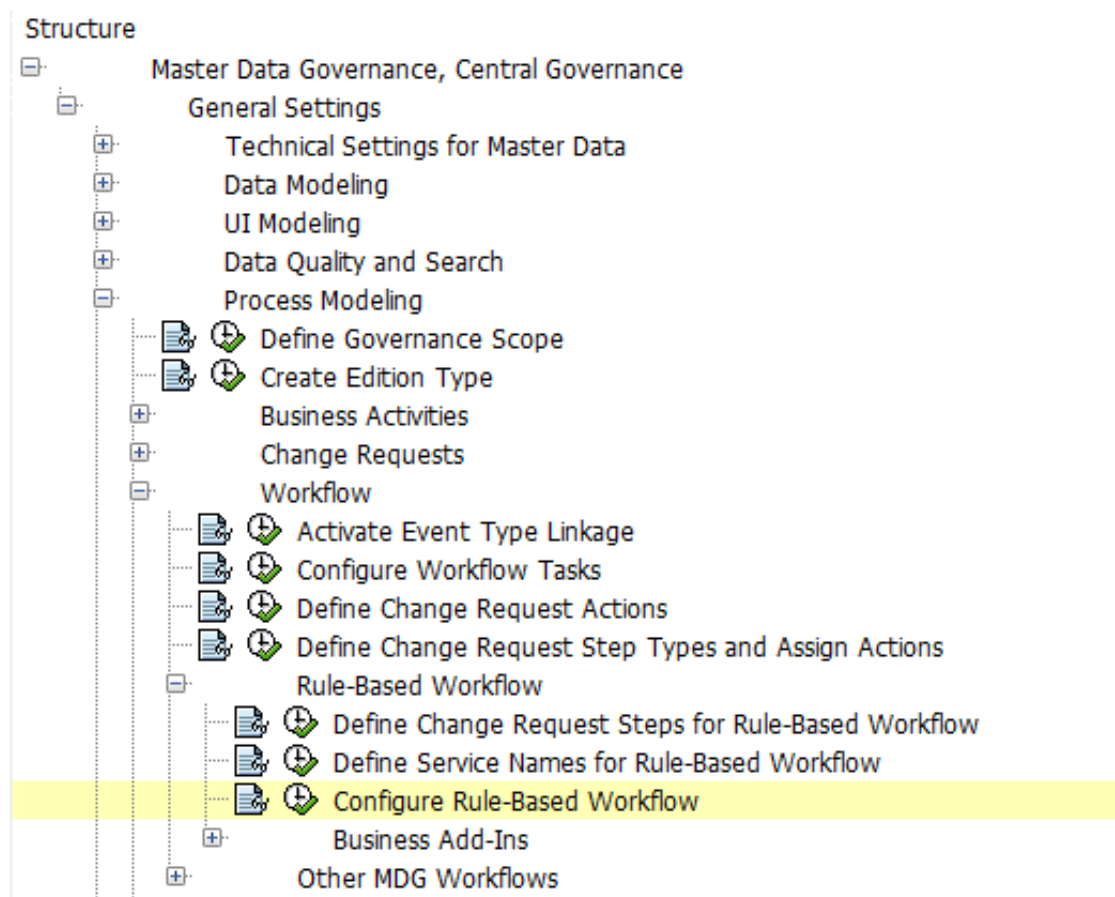 Structure
Master Data Governance, Central Governance
General Settings
Technical Settings for Master Data
Data Modeling
UI Modeling
Data Quality and Search
Process Modeling
Define Governance Scope
Create Edition Type
Business Activities
Change Requests
Workflow
Activate Event Type Linkage
Configure Workflow Tasks
Define Change Request Actions
Define Change Request Step Types and Assign Actions
Rule-Based Workflow
Define Change Request Steps for Rule-Based Workflow
Define Service Names for Rule-Based Workflow
Configure Rule-Based Workflow
Business Add-Ins
Other MDG Workflows